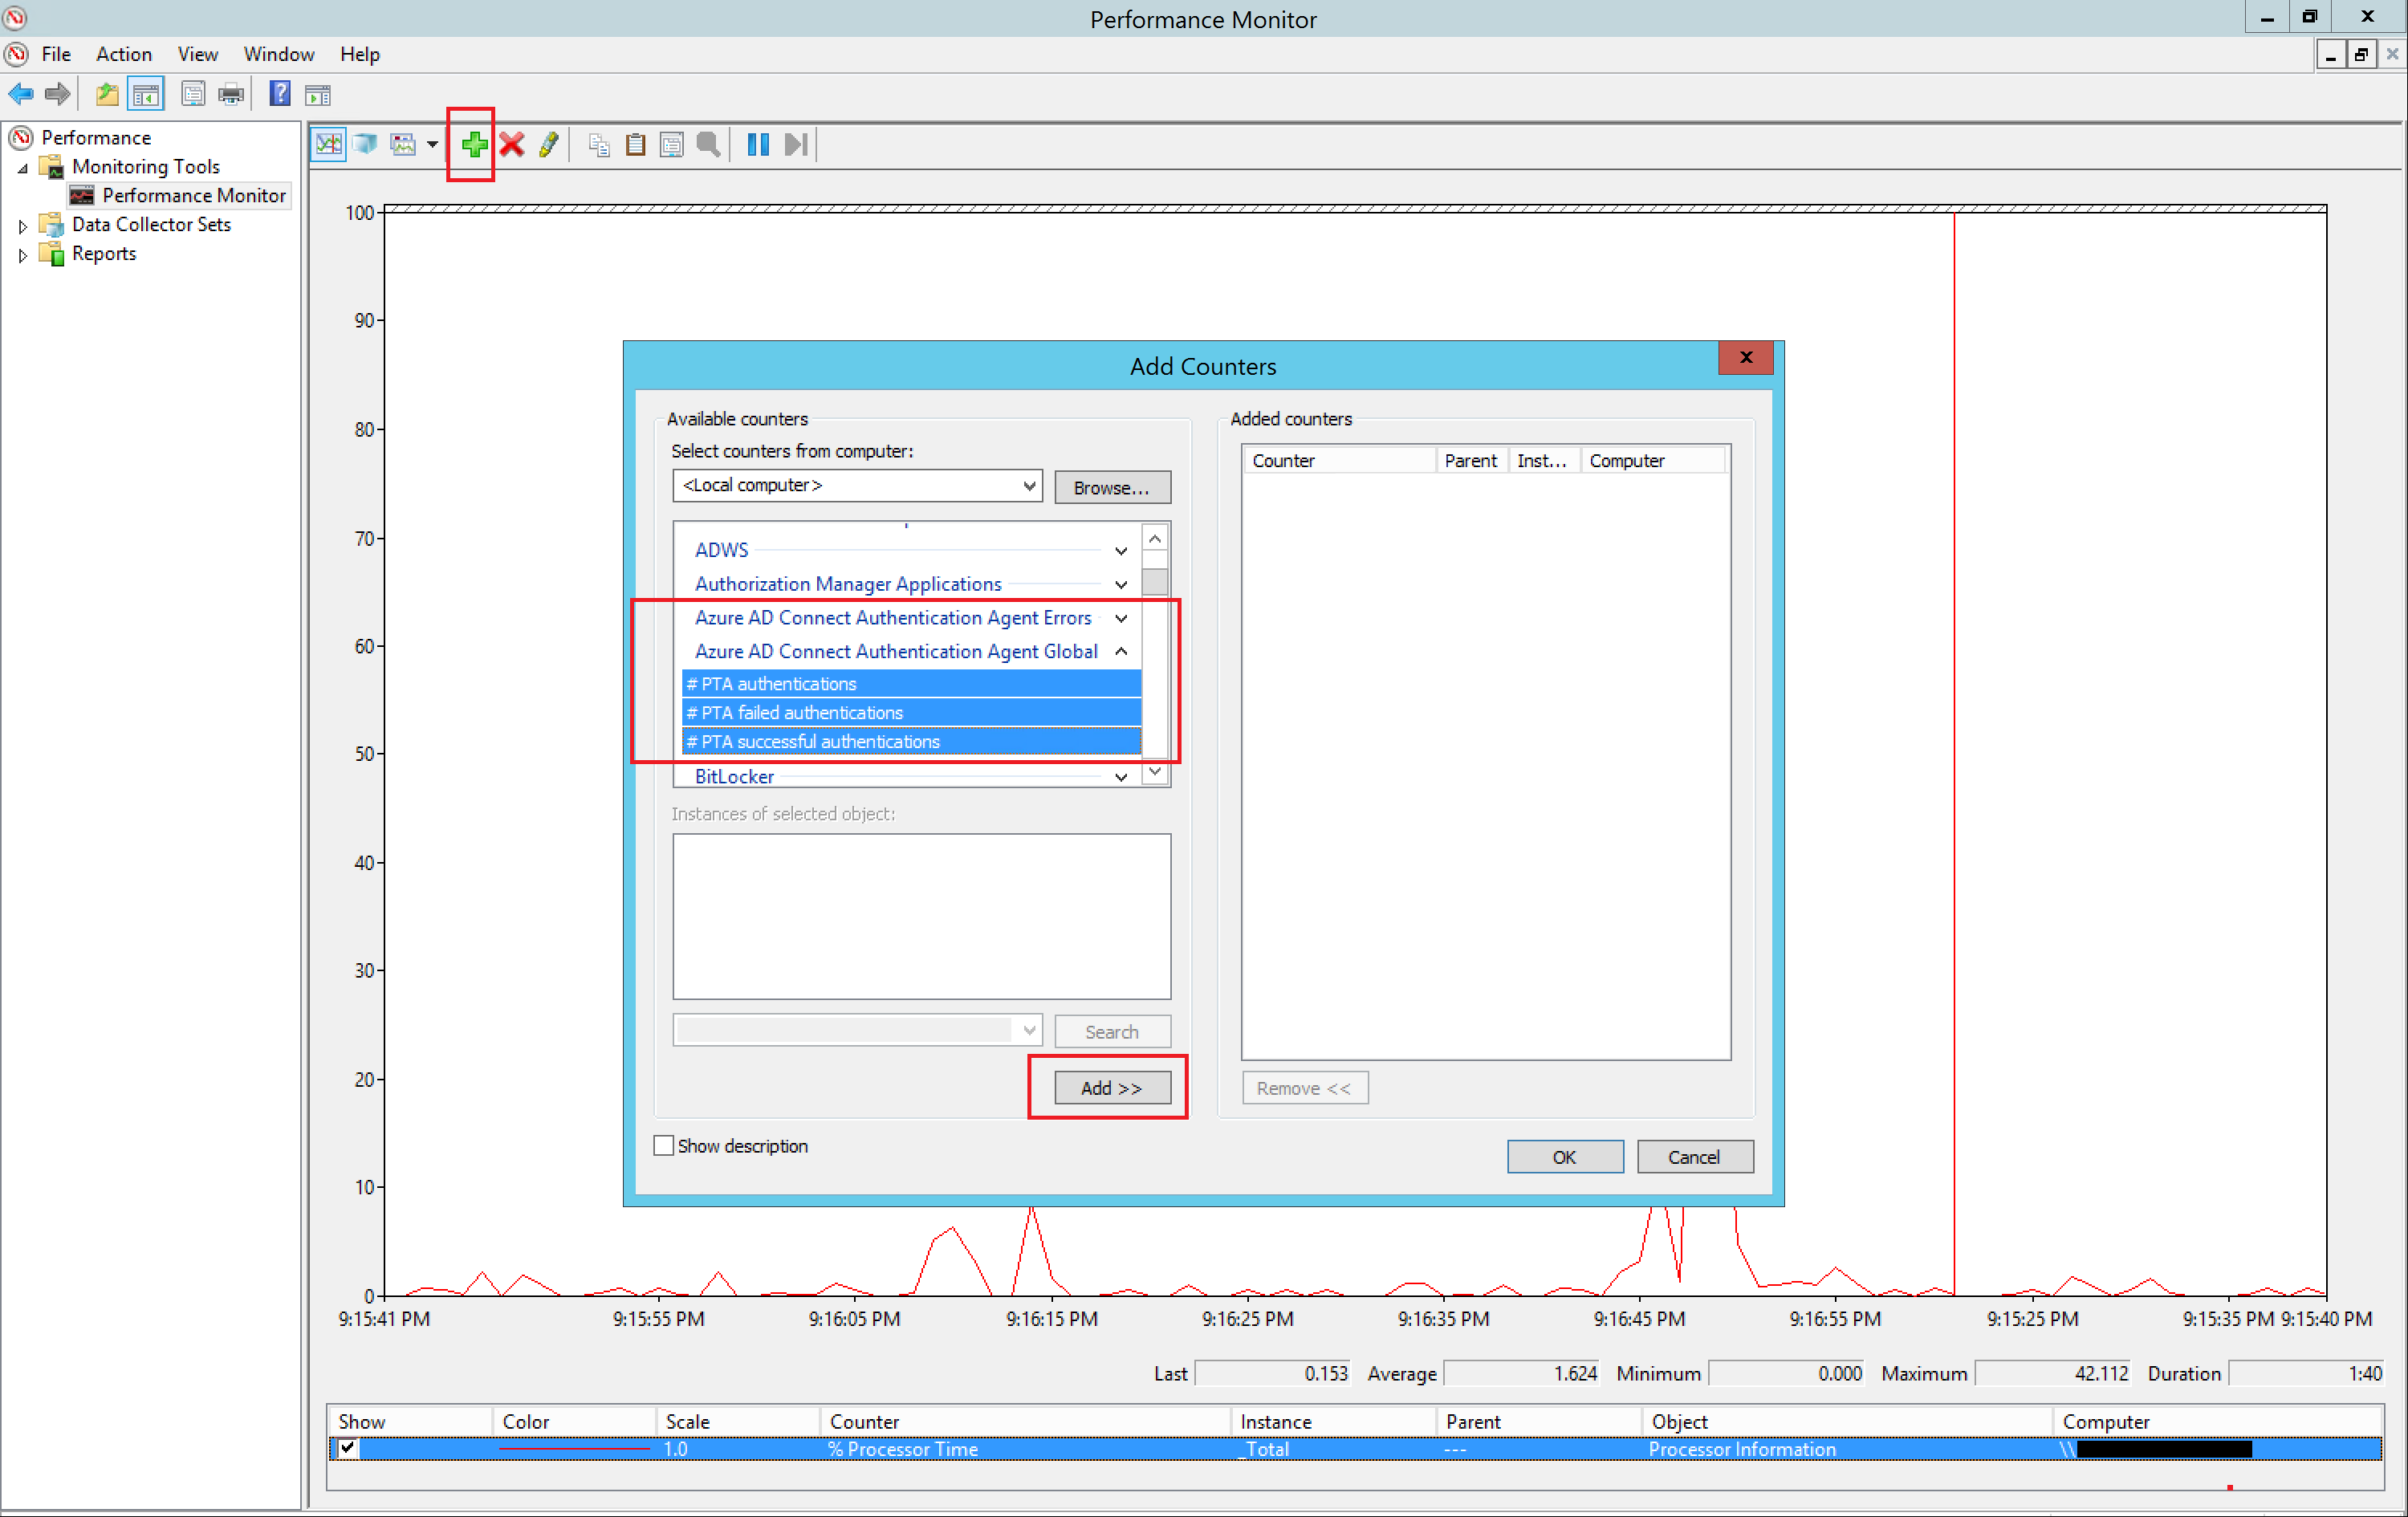 Performance Monitor
File Action View Window Help
Performance
Monitoring Tools
Performance Monitor
Data Collector Sets
Reports
100
90
80
70
60
50
40
30
20
10
0
Add Counters
Available counters
Select counters from computer:
<Local computer>
Browse...
ADWS
Authorization Manager Applications
Azure AD Connect Authentication Agent Errors
Azure AD Connect Authentication Agent Global
# PTA authentications
# PTA failed authentications
# PTA successful authentications
BitLocker
Instances of selected object:
Search
Add >>
Show description
Added counters
Counter Parent Inst... Computer
Remove <<
OK Cancel
9:15:41 PM 9:15:55 PM 9:16:05 PM 9:16:15 PM 9:16:25 PM 9:16:35 PM 9:16:45 PM 9:16:55 PM 9:15:25 PM 9:15:35 PM 9:15:40 PM
Last 0.153 Average 1.624 Minimum 0.000 Maximum 42.112 Duration 1:40
Show Color Scale Counter Instance Parent Object Computer
1.0 % Processor Time _Total --- Processor Information \\